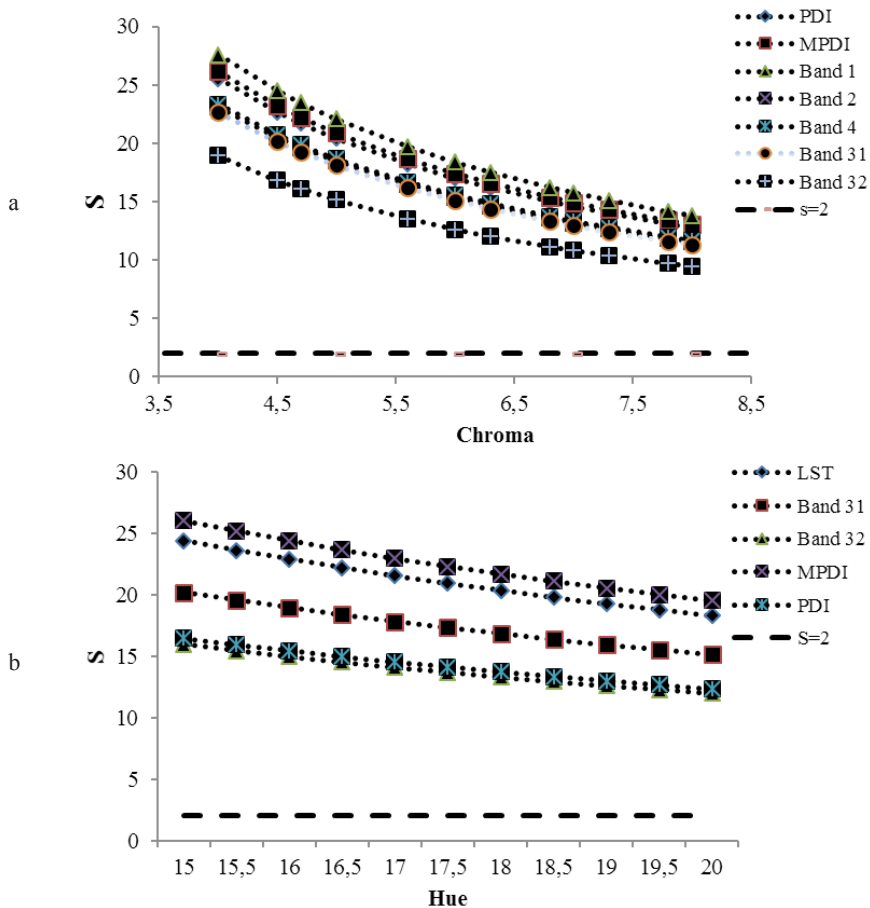 a
S
30
25
20
15
10
5
0
3,5 4,5 5,5 6,5 7,5 8,5
Chroma
PDI
MPDI
Band 1
Band 2
Band 4
Band 31
Band 32
s=2
b
S
30
25
20
15
10
5
0
15 15,5 16 16,5 17 17,5 18 18,5 19 19,5 20
Hue
LST
Band 31
Band 32
MPDI
PDI
S=2